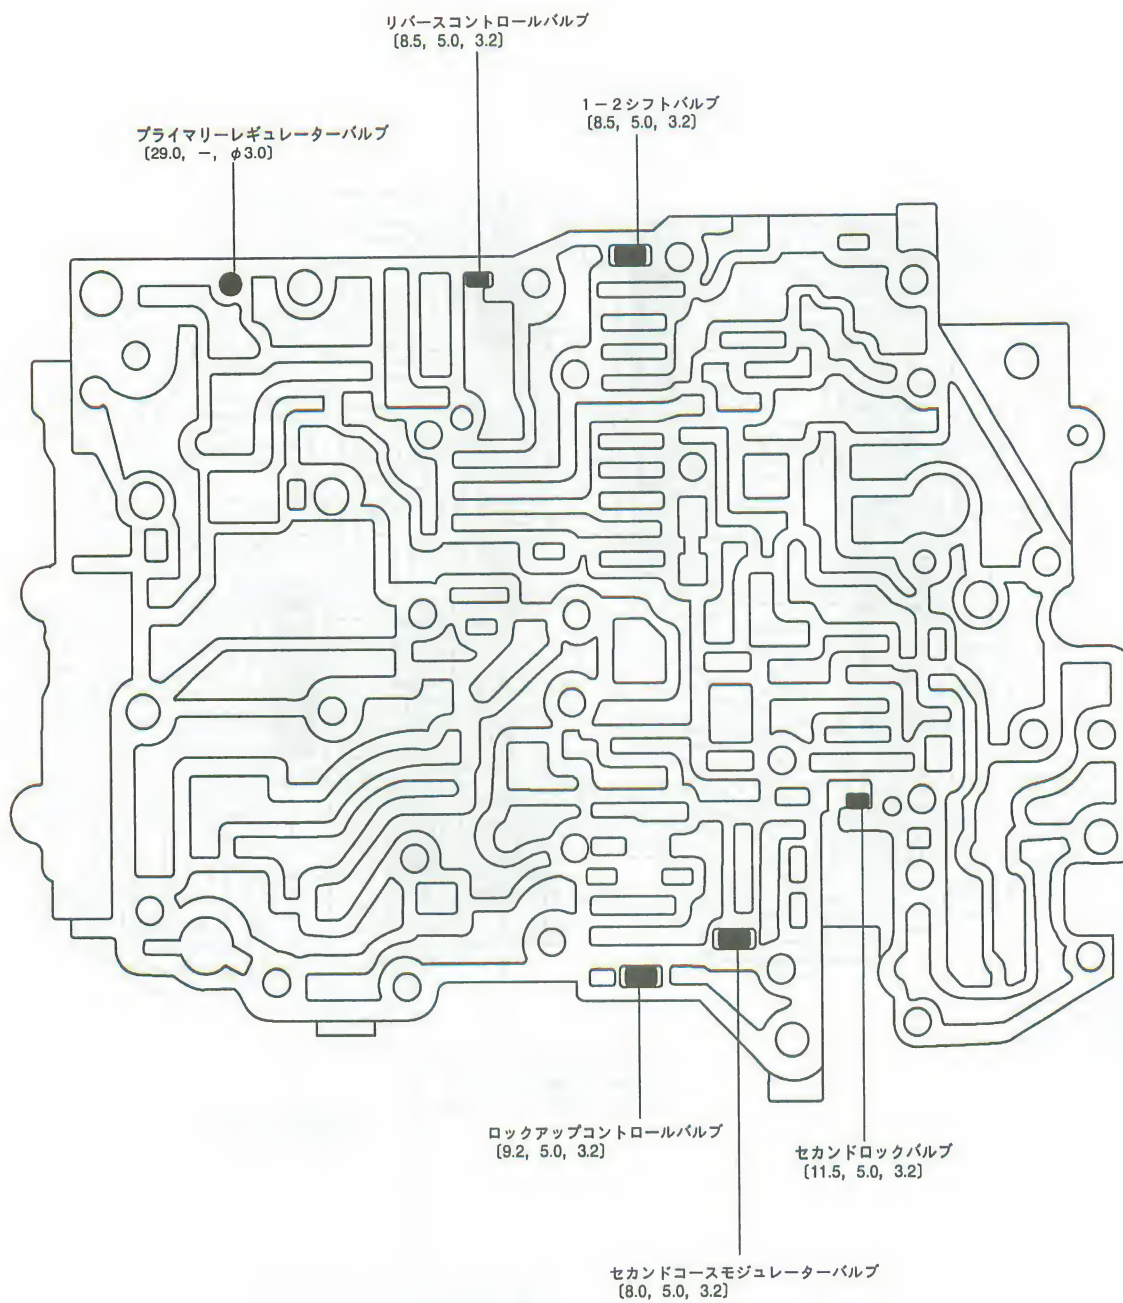 リバースコントロールバルブ
〔8.5, 5.0, 3.2〕
1－2シフトバルブ
〔8.5, 5.0, 3.2〕
プライマリーレギュレーターバルブ
〔29.0, －, φ3.0〕
ロックアップコントロールバルブ
〔9.2, 5.0, 3.2〕
セカンドロックバルブ
〔11.5, 5.0, 3.2〕
セカンドコースモジュレーターバルブ
〔8.0, 5.0, 3.2〕